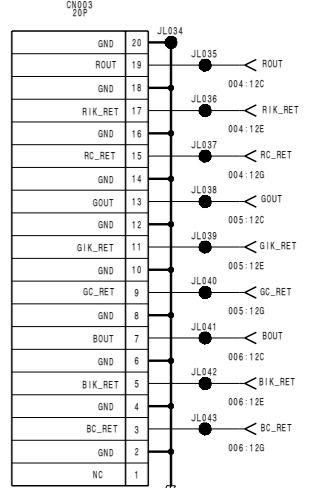 CN003
20P
JL034
GND 20
JL035
ROUT 19 ROUT
004:12C
GND 18
JL036
RIK_RET 17 RIK_RET
004:12E
GND 16
JL037
RC_RET 15 RC_RET
004:12G
GND 14
JL038
GOUT 13 GOUT
005:12C
GND 12
JL039
GIK_RET 11 GIK_RET
005:12E
GND 10
JL040
GC_RET 9 GC_RET
005:12G
GND 8
JL041
BOUT 7 BOUT
006:12C
GND 6
JL042
BIK_RET 5 BIK_RET
006:12E
GND 4
JL043
BC_RET 3 BC_RET
006:12G
GND 2
NC 1